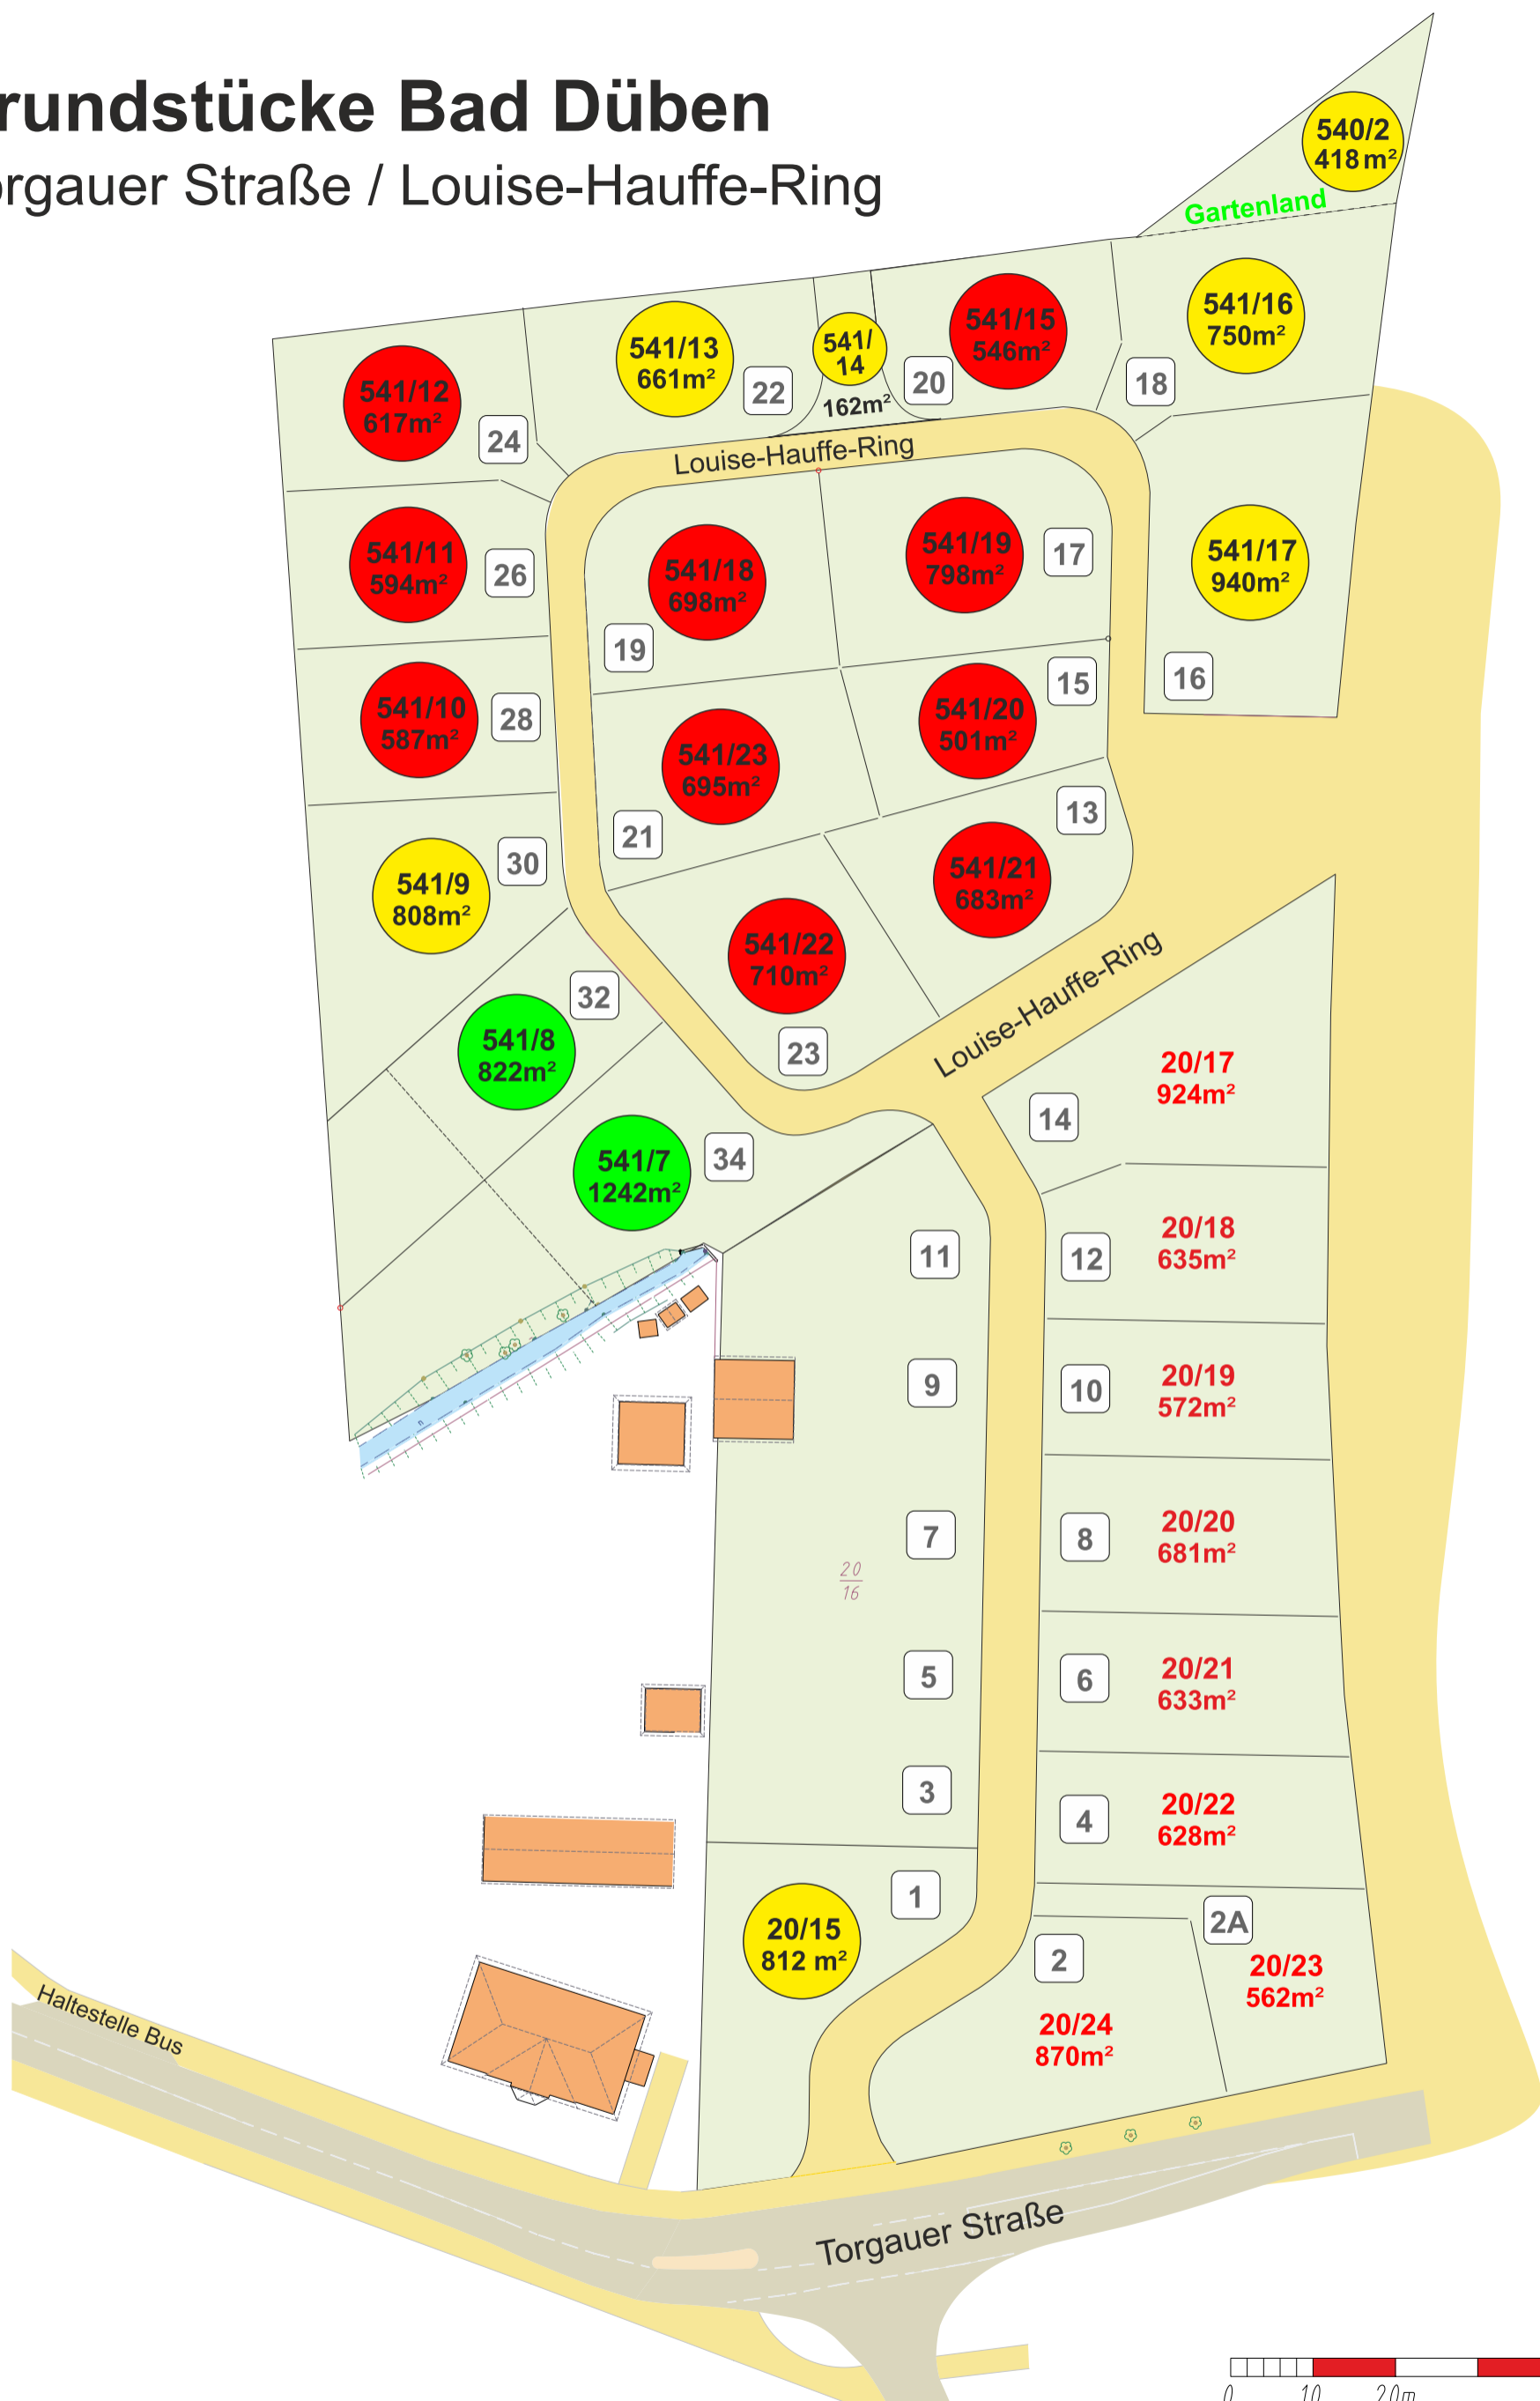 rundstücke Bad Düben
orgauer Straße / Louise-Hauffe-Ring
540/2
418 m²
Gartenland
541/16
750m²
541/15
546m²
541/13
661m²
541/
14
162m²
22
20
18
541/12
617m²
24
Louise-Hauffe-Ring
541/11
594m²
26
541/18
698m²
541/19
798m²
17
541/17
940m²
19
15
16
541/10
587m²
28
541/23
695m²
541/20
501m²
21
13
541/9
808m²
30
541/21
683m²
541/22
710m²
32
23
Louise-Hauffe-Ring
541/8
822m²
541/7
1242m²
34
14
20/17
924m²
11
12
20/18
635m²
9
10
20/19
572m²
7
8
20/20
681m²
20
16
5
6
20/21
633m²
3
4
20/22
628m²
1
20/15
812 m²
2
2A
20/23
562m²
20/24
870m²
Haltestelle Bus
Torgauer Straße
0 10 20m